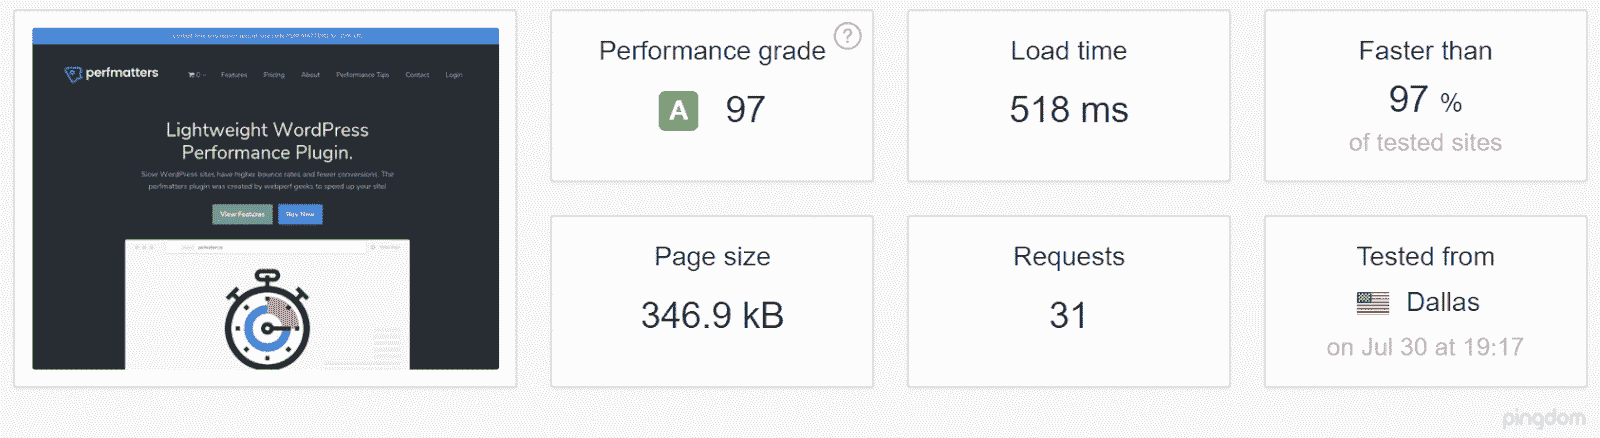 perfmatters
0
Features
Pricing
About
Performance Tips
Contact
Login
Lightweight WordPress
Performance Plugin.
Slow WordPress sites have higher bounce rates and fewer conversions. The
perfmatters plugin was created by webperf geeks to speed up your site!
View Features
Buy Now
Performance grade
?
A 97
Load time
518 ms
Faster than
97 %
of tested sites
Page size
346.9 kB
Requests
31
Tested from
Dallas
on Jul 30 at 19:17
pingdom